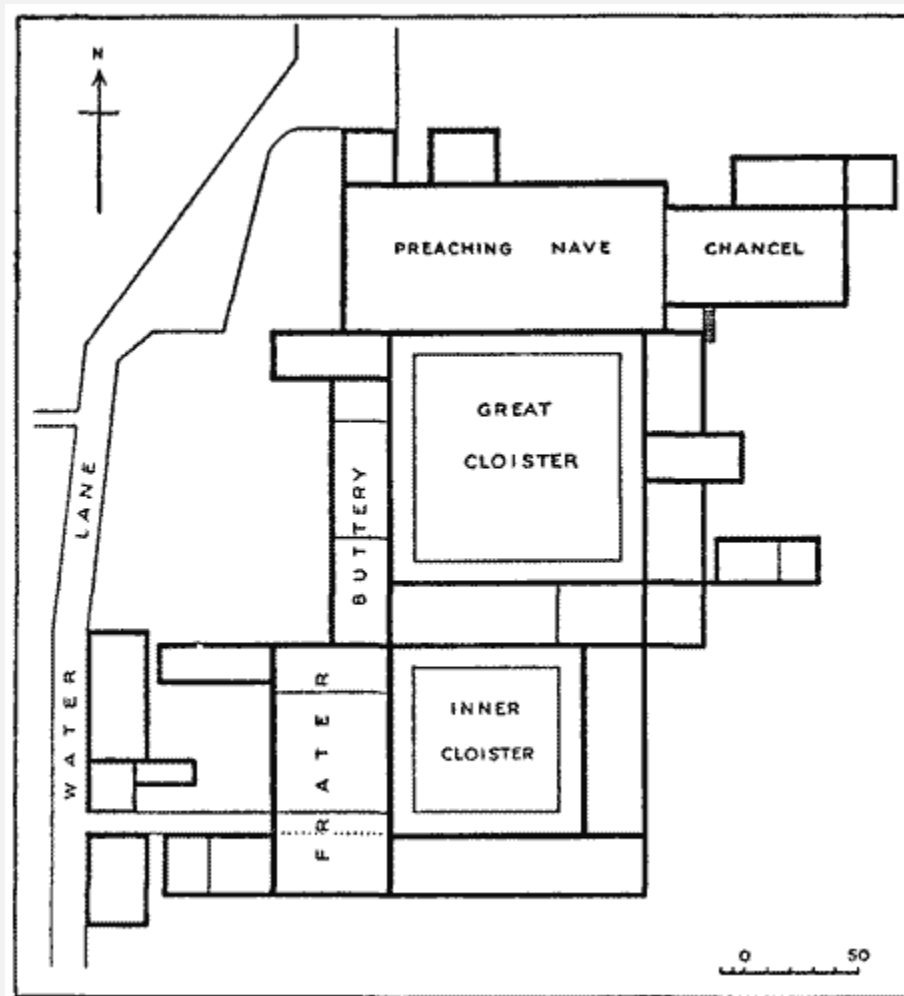 N
PREACHING NAVE
CHANCEL
GREAT
CLOISTER
BUTTERY
WATER LANE
FRATER
INNER
CLOISTER
0 50